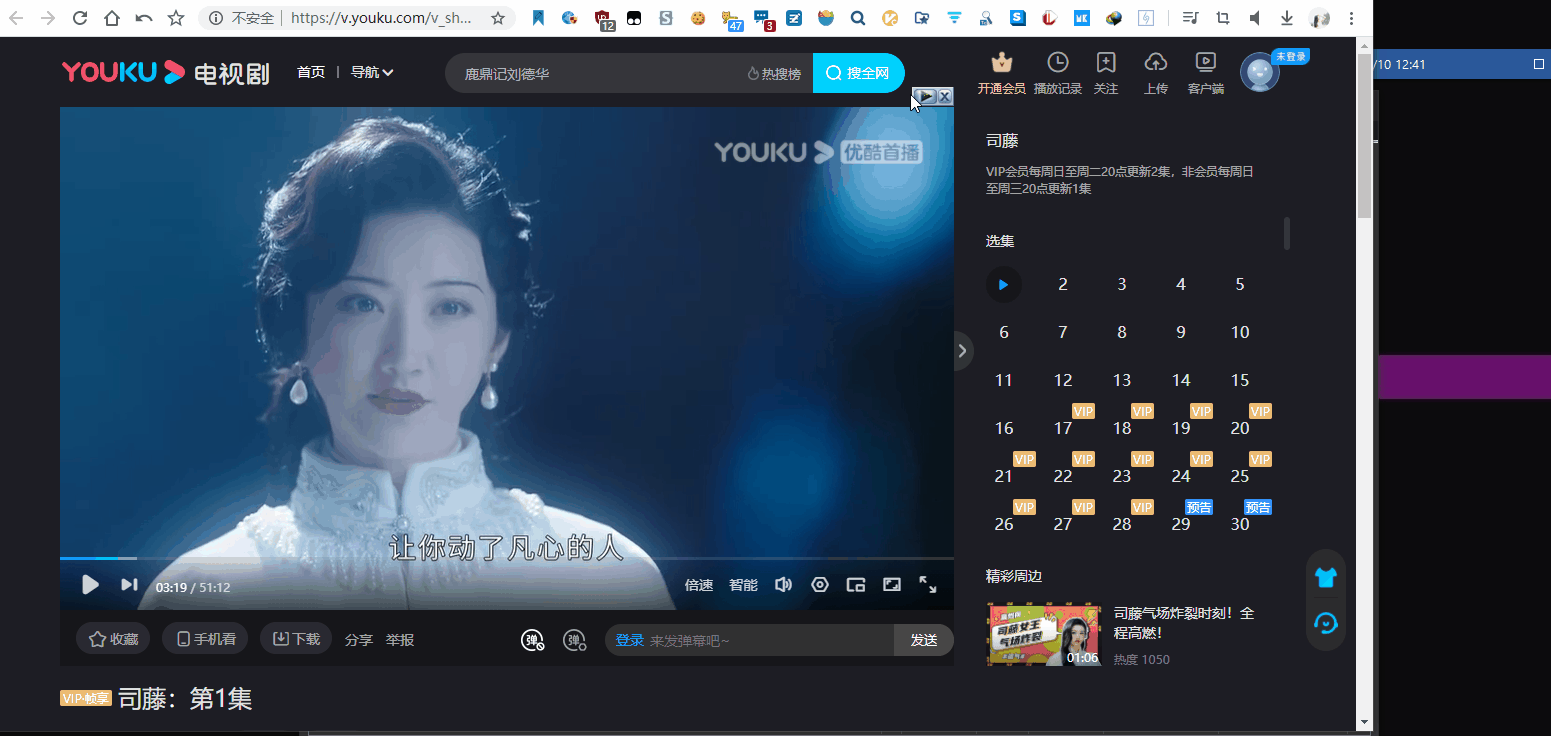 不安全 https://v.youku.com/v_sh...
12
47
3
/10 12:41
YOUKU 电视剧 首页 导航
鹿鼎记刘德华 热搜榜 搜全网
开通会员 播放记录 关注 上传 客户端
未登录
YOUKU 优酷首播
司藤
VIP会员每周日至周二20点更新2集，非会员每周日
至周三20点更新1集
选集
2 3 4 5
6 7 8 9 10
11 12 13 14 15
VIP VIP VIP VIP
16 17 18 19 20
VIP VIP VIP VIP VIP
21 22 23 24 25
VIP VIP VIP 预告 预告
26 27 28 29 30
让你动了凡心的人
03:19 / 51:12 倍速 智能
收藏 手机看 下载 分享 举报
弹 弹 登录 来发弹幕吧~ 发送
精彩周边
司藤女王
气场炸裂
01:06
司藤气场炸裂时刻！全
程高燃！
热度 1050
VIP·帧享 司藤：第1集